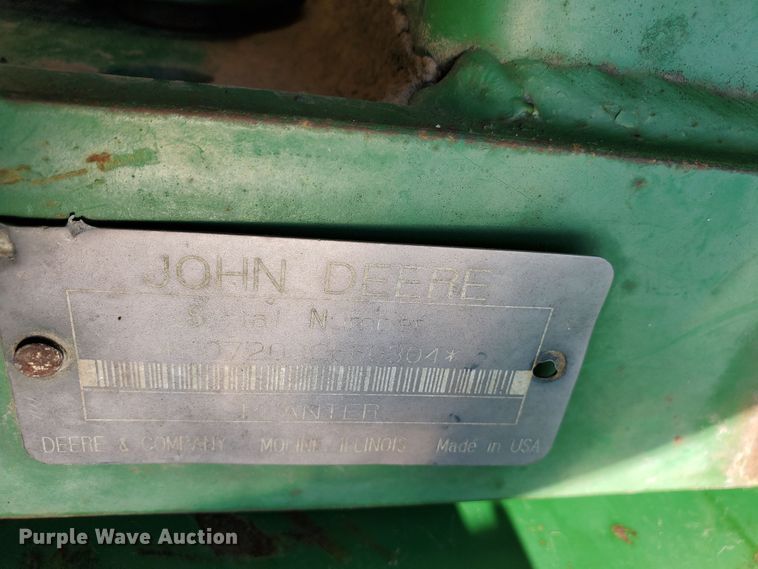 JOHN DEERE
Serial Number
PLANTER
DEERE & COMPANY MOLINE, ILLINOIS Made in USA
Purple Wave Auction